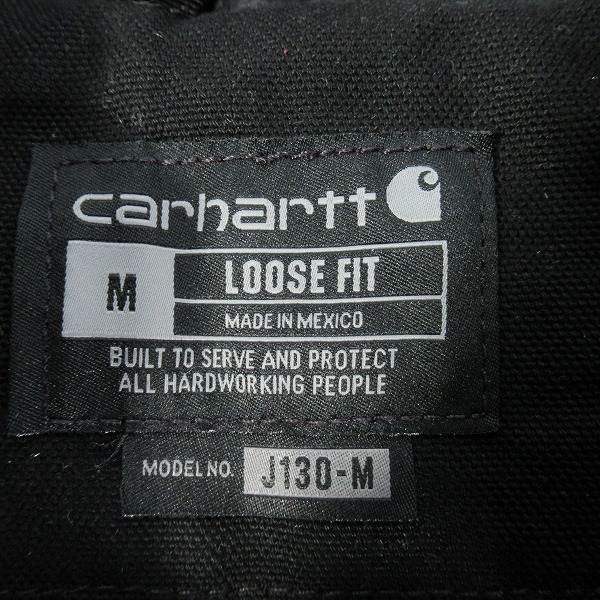 carhartt
M LOOSE FIT
MADE IN MEXICO
BUILT TO SERVE AND PROTECT
ALL HARDWORKING PEOPLE
MODEL NO. J130-M